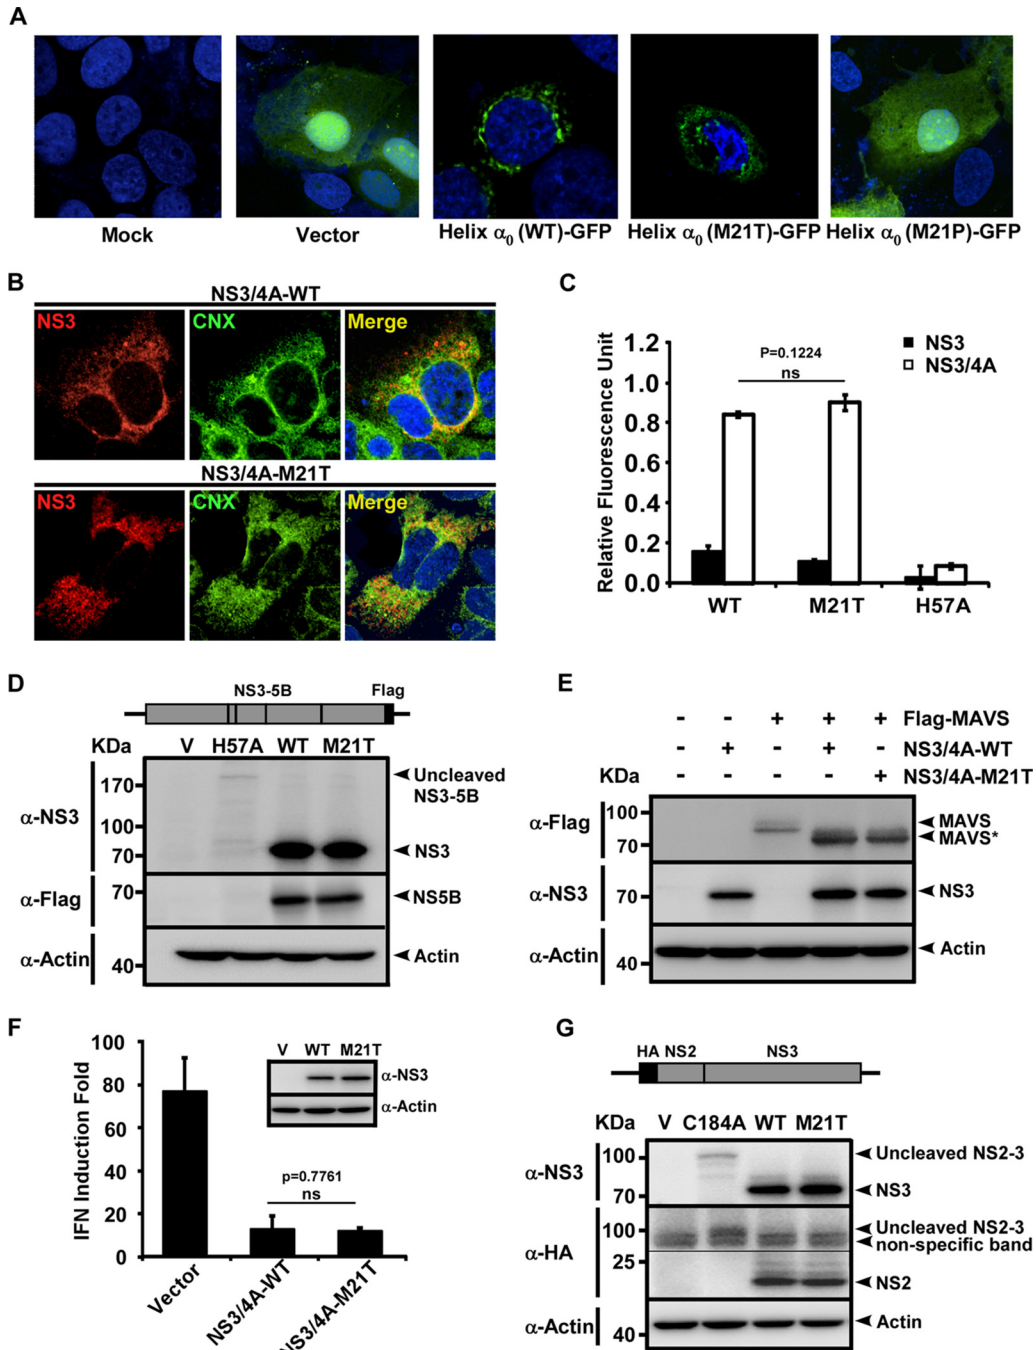 A
Mock
Vector
Helix α0 (WT)-GFP
Helix α0 (M21T)-GFP
Helix α0 (M21P)-GFP
B
NS3/4A-WT
NS3
CNX
Merge
NS3/4A-M21T
NS3
CNX
Merge
C
Relative Fluorescence Unit
1.2
1.0
0.8
0.6
0.4
0.2
0.0
P=0.1224
ns
NS3
NS3/4A
WT
M21T
H57A
D
NS3-5B
Flag
KDa
V
H57A
WT
M21T
α-NS3
170
100
70
Uncleaved
NS3-5B
NS3
α-Flag
70
NS5B
α-Actin
40
Actin
E
- - + + + Flag-MAVS
- + - + - NS3/4A-WT
- - - - + NS3/4A-M21T
KDa
α-Flag
100
70
MAVS
MAVS*
α-NS3
70
NS3
α-Actin
40
Actin
F
IFN Induction Fold
100
80
60
40
20
0
V WT M21T
α-NS3
α-Actin
p=0.7761
ns
Vector
NS3/4A-WT
NS3/4A-M21T
G
HA NS2 NS3
KDa
V
C184A
WT
M21T
α-NS3
100
70
Uncleaved NS2-3
NS3
α-HA
100
25
Uncleaved NS2-3
non-specific band
NS2
α-Actin
40
Actin